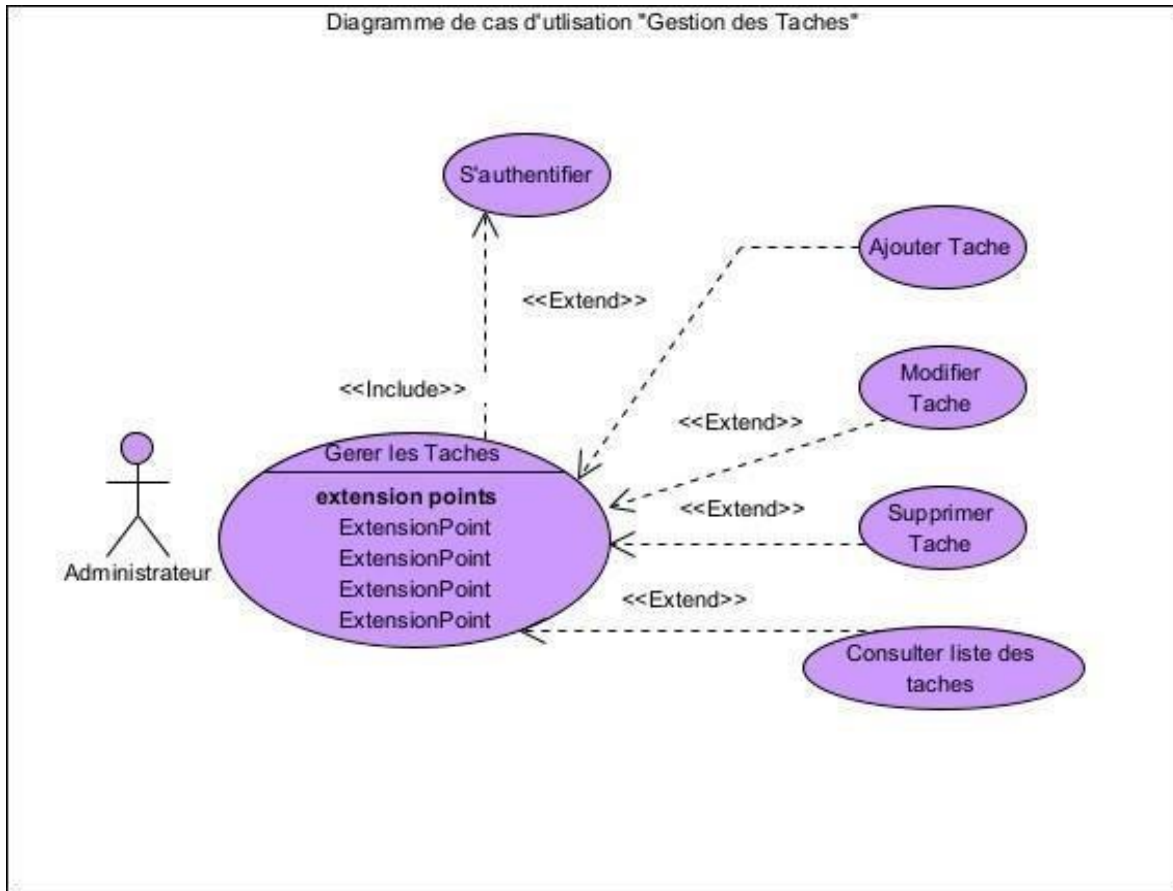 Diagramme de cas d'utlisation "Gestion des Taches"
S'authentifier
Ajouter Tache
<<Extend>>
Modifier
Tache
<<Include>>
<<Extend>>
Gerer les Taches
extension points
ExtensionPoint
ExtensionPoint
ExtensionPoint
ExtensionPoint
<<Extend>>
Supprimer
Tache
Administrateur
<<Extend>>
Consulter liste des
taches